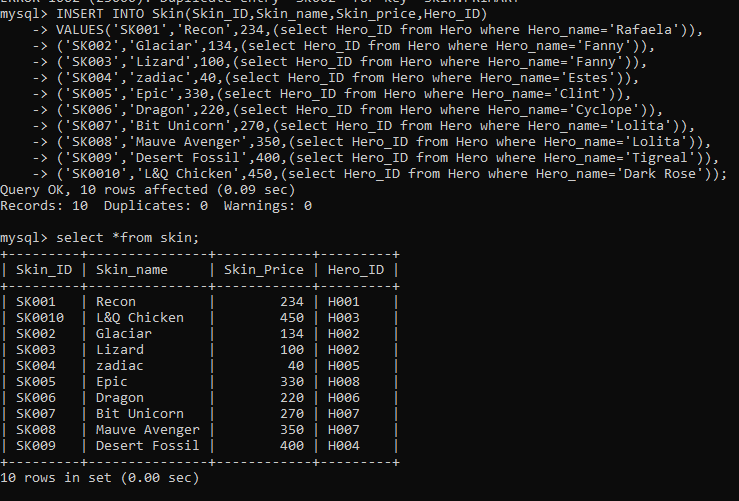 mysql> INSERT INTO Skin(Skin_ID,Skin_name,Skin_price,Hero_ID)
    -> VALUES('SK001','Recon',234,(select Hero_ID from Hero where Hero_name='Rafaela')),
    -> ('SK002','Glaciar',134,(select Hero_ID from Hero where Hero_name='Fanny')),
    -> ('SK003','Lizard',100,(select Hero_ID from Hero where Hero_name='Fanny')),
    -> ('SK004','zadiac',40,(select Hero_ID from Hero where Hero_name='Estes')),
    -> ('SK005','Epic',330,(select Hero_ID from Hero where Hero_name='Clint')),
    -> ('SK006','Dragon',220,(select Hero_ID from Hero where Hero_name='Cyclope')),
    -> ('SK007','Bit Unicorn',270,(select Hero_ID from Hero where Hero_name='Lolita')),
    -> ('SK008','Mauve Avenger',350,(select Hero_ID from Hero where Hero_name='Lolita')),
    -> ('SK009','Desert Fossil',400,(select Hero_ID from Hero where Hero_name='Tigreal')),
    -> ('SK0010','L&Q Chicken',450,(select Hero_ID from Hero where Hero_name='Dark Rose'));
Query OK, 10 rows affected (0.09 sec)
Records: 10  Duplicates: 0  Warnings: 0
mysql> select *from skin;
+---------+---------------+------------+---------+
| Skin_ID | Skin_name     | Skin_Price | Hero_ID |
+---------+---------------+------------+---------+
| SK001   | Recon         |        234 | H001    |
| SK0010  | L&Q Chicken   |        450 | H003    |
| SK002   | Glaciar       |        134 | H002    |
| SK003   | Lizard        |        100 | H002    |
| SK004   | zadiac        |         40 | H005    |
| SK005   | Epic          |        330 | H008    |
| SK006   | Dragon        |        220 | H006    |
| SK007   | Bit Unicorn   |        270 | H007    |
| SK008   | Mauve Avenger |        350 | H007    |
| SK009   | Desert Fossil |        400 | H004    |
+---------+---------------+------------+---------+
10 rows in set (0.00 sec)